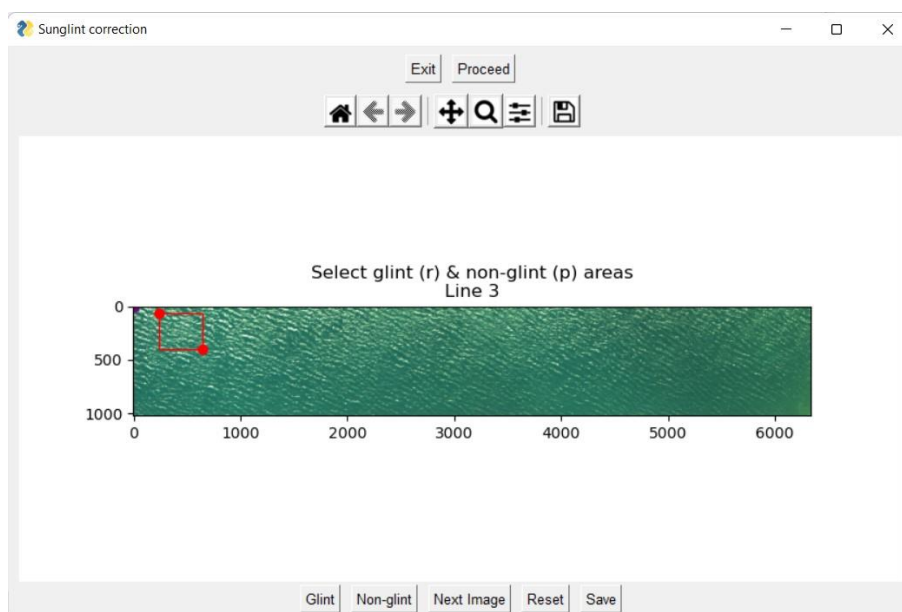 Sunglint correction
Exit Proceed
Select glint (r) & non-glint (p) areas
Line 3
0
500
1000
0 1000 2000 3000 4000 5000 6000
Glint Non-glint Next Image Reset Save